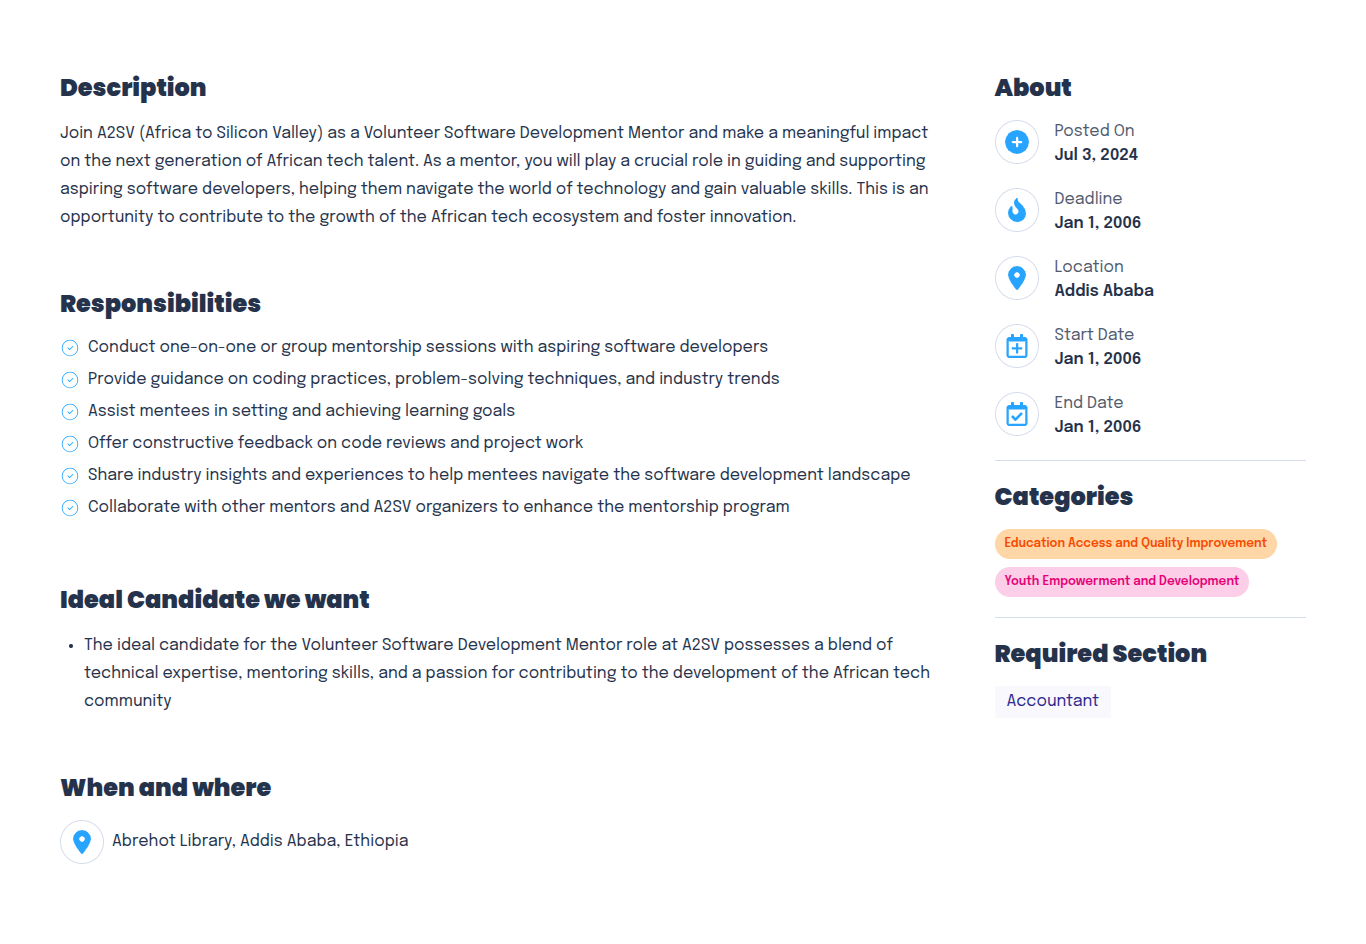 Description
Join A2SV (Africa to Silicon Valley) as a Volunteer Software Development Mentor and make a meaningful impact
on the next generation of African tech talent. As a mentor, you will play a crucial role in guiding and supporting
aspiring software developers, helping them navigate the world of technology and gain valuable skills. This is an
opportunity to contribute to the growth of the African tech ecosystem and foster innovation.
Responsibilities
Conduct one-on-one or group mentorship sessions with aspiring software developers
Provide guidance on coding practices, problem-solving techniques, and industry trends
Assist mentees in setting and achieving learning goals
Offer constructive feedback on code reviews and project work
Share industry insights and experiences to help mentees navigate the software development landscape
Collaborate with other mentors and A2SV organizers to enhance the mentorship program
Ideal Candidate we want
• The ideal candidate for the Volunteer Software Development Mentor role at A2SV possesses a blend of
technical expertise, mentoring skills, and a passion for contributing to the development of the African tech
community
When and where
Abrehot Library, Addis Ababa, Ethiopia
About
Posted On
Jul 3, 2024
Deadline
Jan 1, 2006
Location
Addis Ababa
Start Date
Jan 1, 2006
End Date
Jan 1, 2006
Categories
Education Access and Quality Improvement
Youth Empowerment and Development
Required Section
Accountant